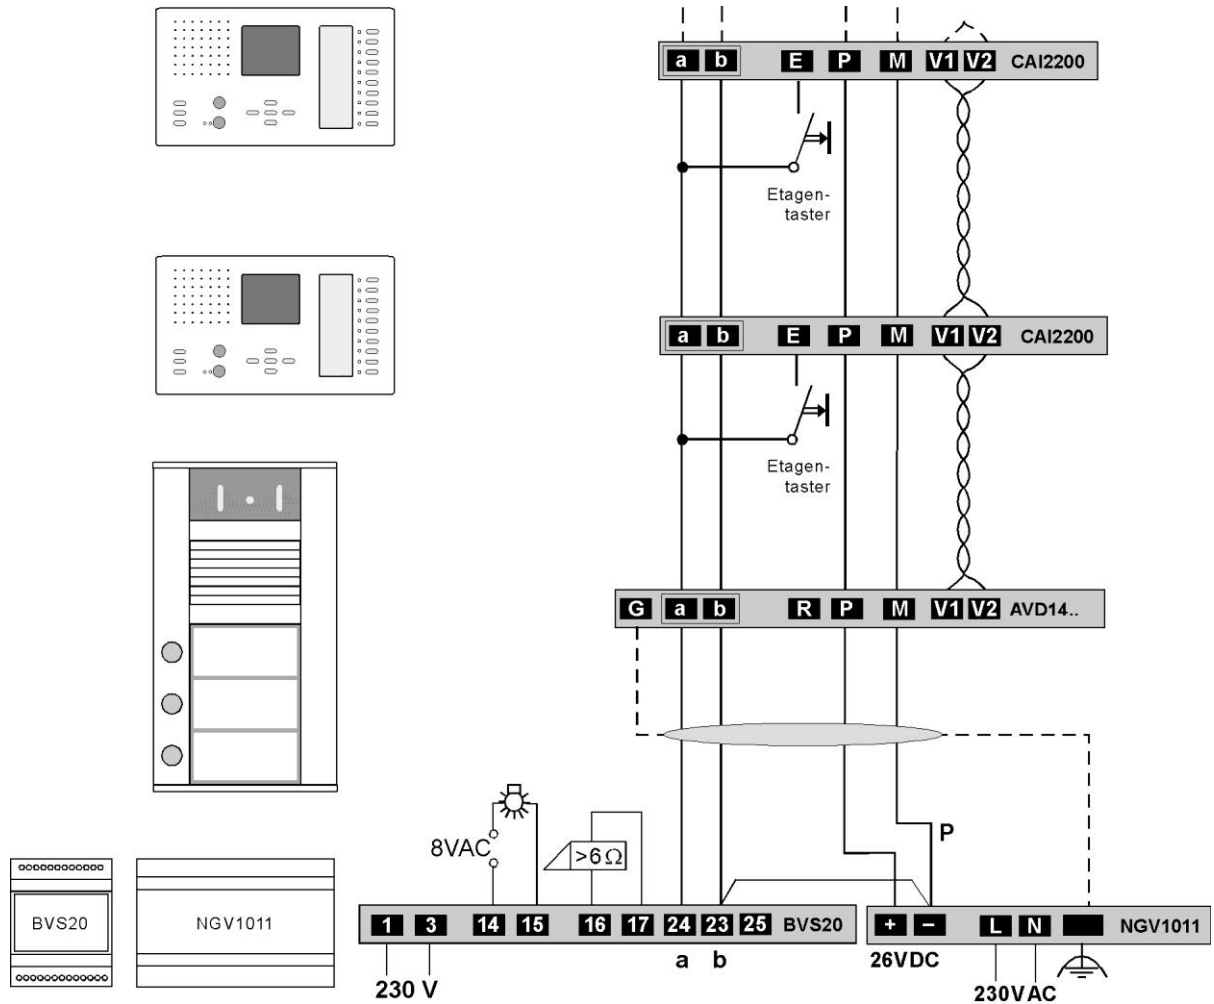 a b E P M V1 V2 CAI2200
Etagen-
taster
a b E P M V1 V2 CAI2200
Etagen-
taster
G a b R P M V1 V2 AVD14..
8VAC
>6Ω
P
BVS20
NGV1011
1 3 14 15 16 17 24 23 25 BVS20
+ − L N NGV1011
a b
26VDC
230 V
230VAC